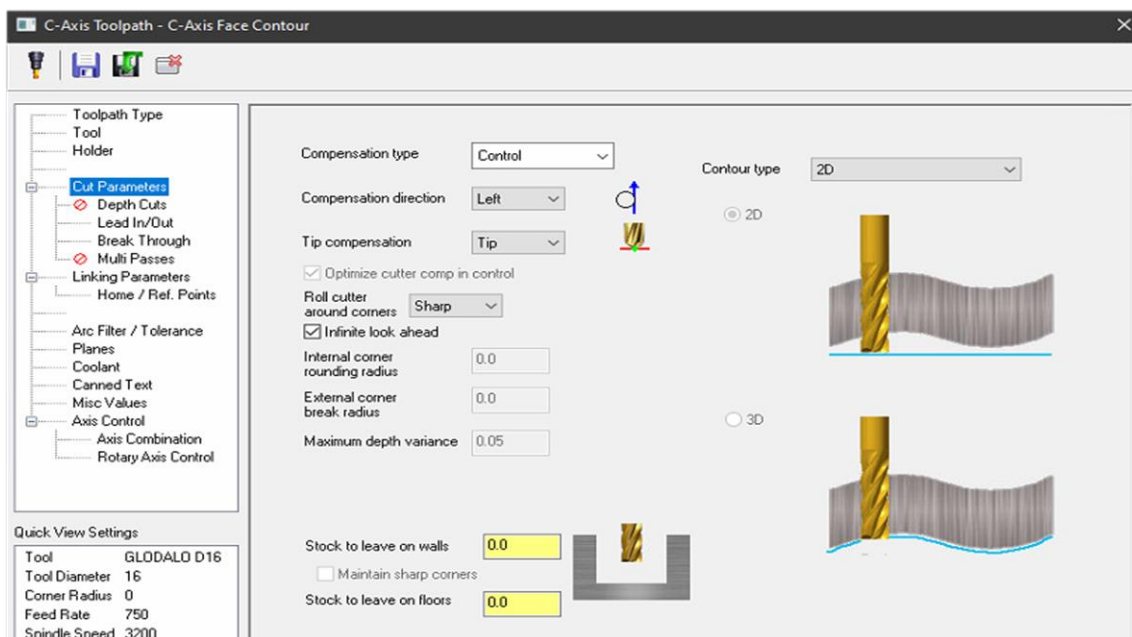 C-Axis Toolpath - C-Axis Face Contour
Toolpath Type
Tool
Holder
Cut Parameters
Depth Cuts
Lead In/Out
Break Through
Multi Passes
Linking Parameters
Home / Ref. Points
Arc Filter / Tolerance
Planes
Coolant
Canned Text
Misc Values
Axis Control
Axis Combination
Rotary Axis Control
Quick View Settings
Tool GLODALO D16
Tool Diameter 16
Corner Radius 0
Feed Rate 750
Spindle Speed 3200
Compensation type Control
Compensation direction Left
Tip compensation Tip
Optimize cutter comp in control
Roll cutter
around corners Sharp
Infinite look ahead
Internal corner
rounding radius 0.0
External corner
break radius 0.0
Maximum depth variance 0.05
Stock to leave on walls 0.0
Maintain sharp corners
Stock to leave on floors 0.0
Contour type 2D
2D
3D